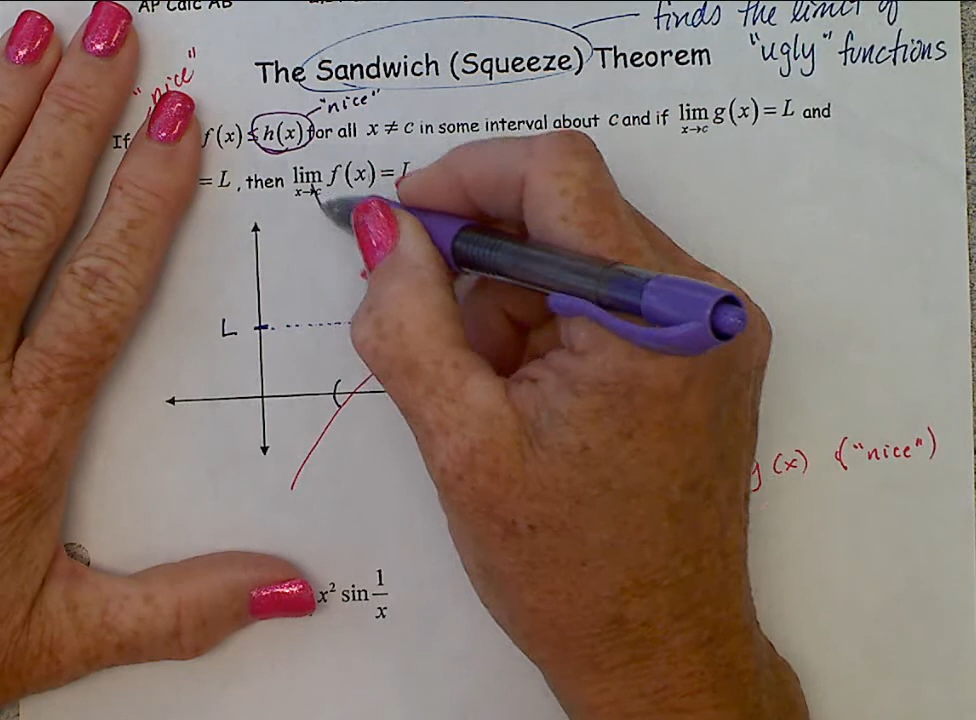 AP Calc AB
finds the limit of
The Sandwich (Squeeze) Theorem
"ugly" functions
"nice"
"nice"
If f(x) ≤ h(x) for all x ≠ c in some interval about c and if lim x→c g(x) = L and
= L, then lim x→c f(x) = L
L
(
g(x) ("nice")
x² sin 1/x